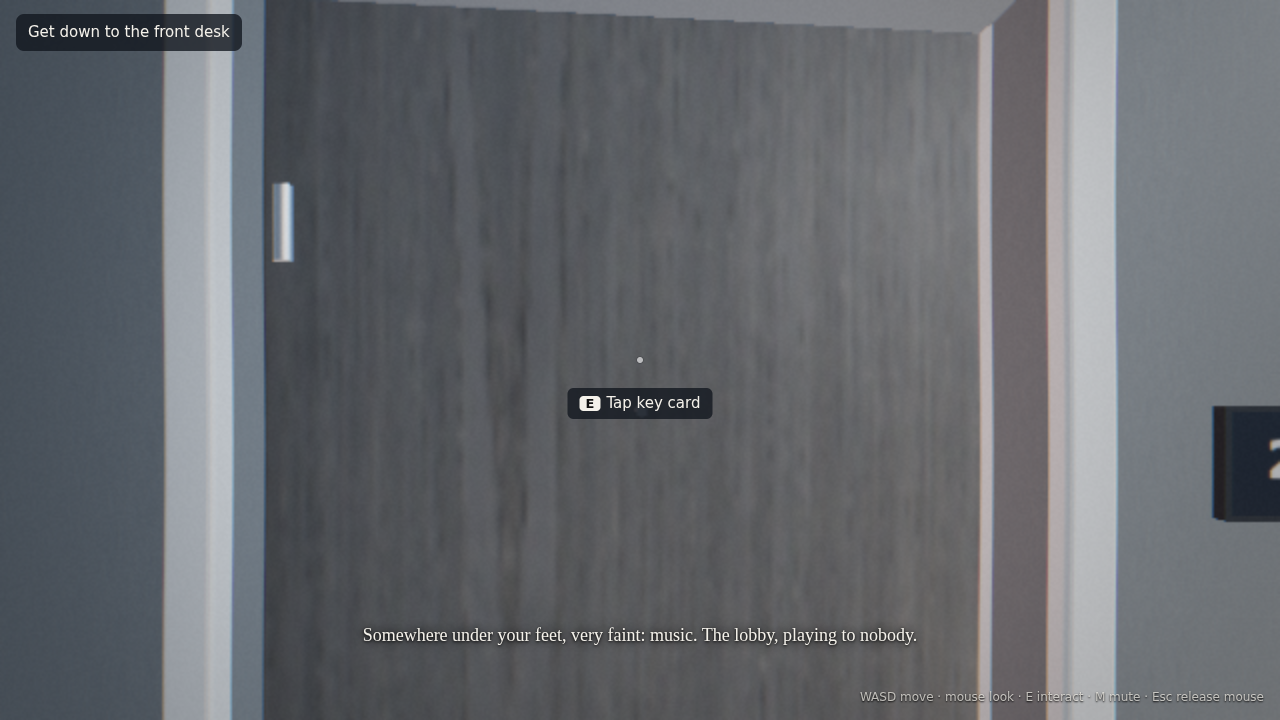 Get down to the front desk
E Tap key card
Somewhere under your feet, very faint: music. The lobby, playing to nobody.
WASD move · mouse look · E interact · M mute · Esc release mouse